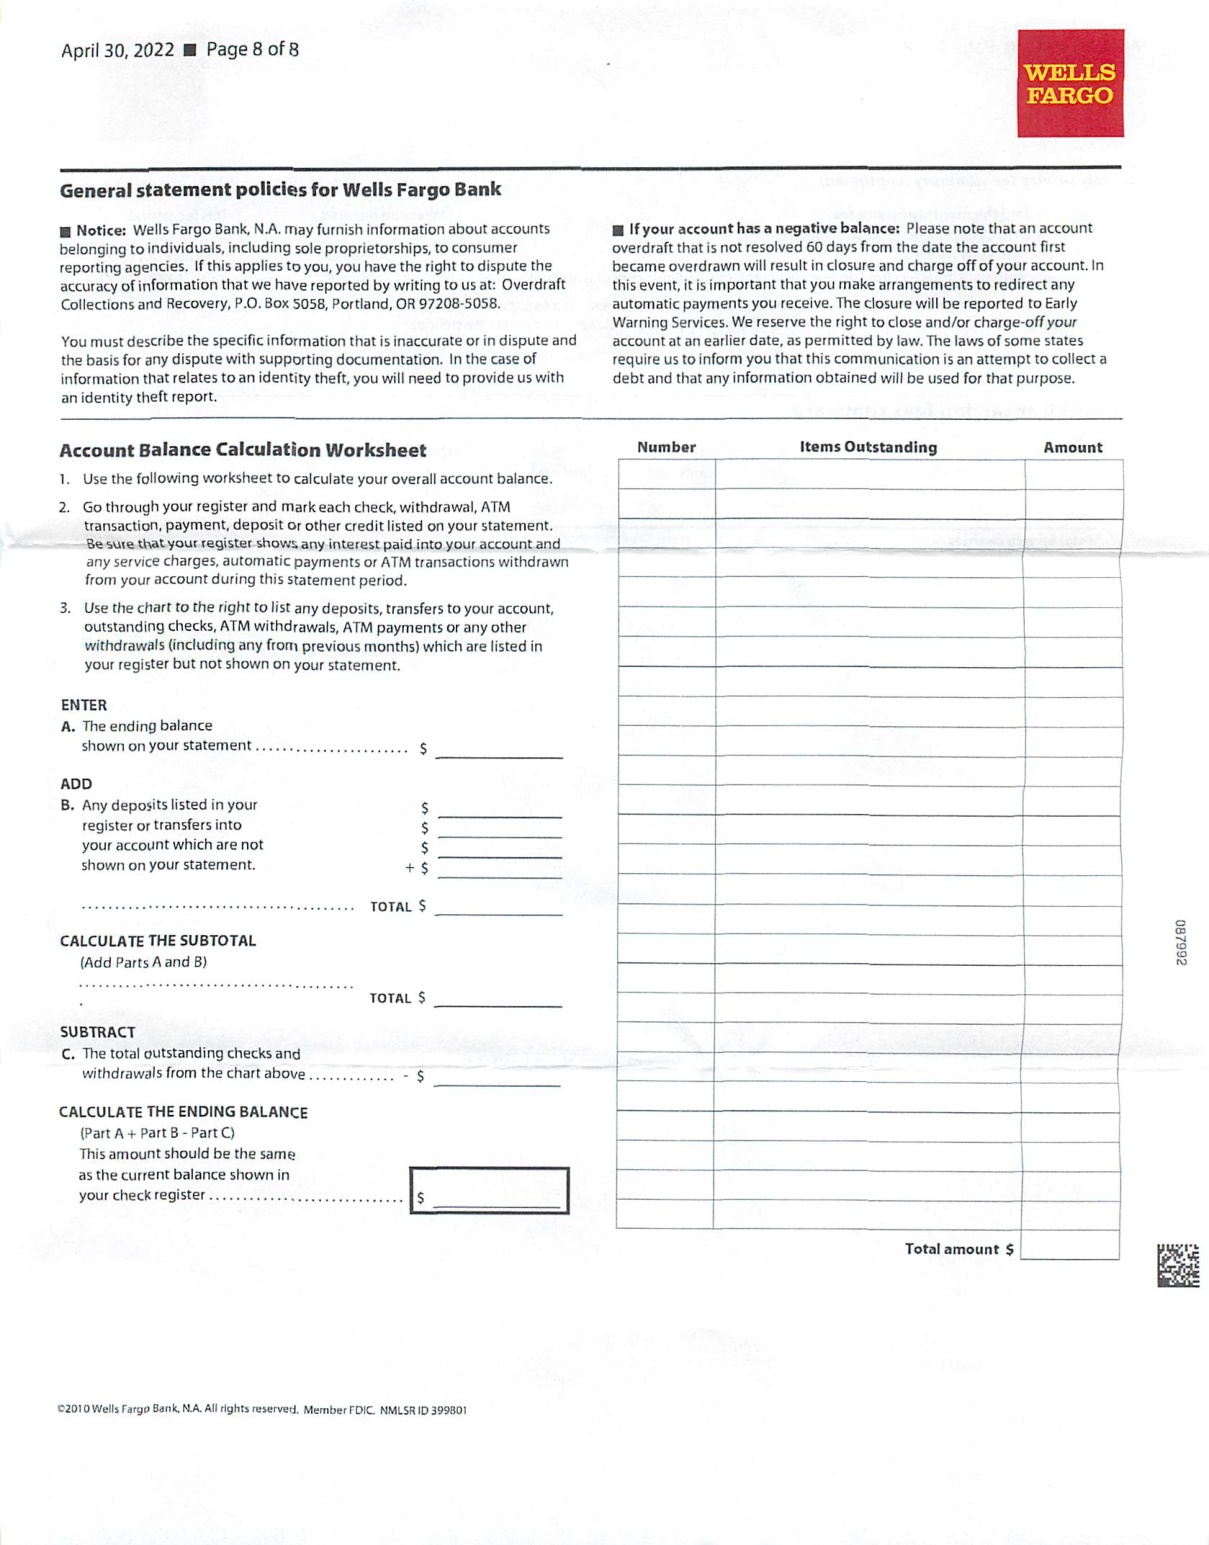 April 30, 2022 ■ Page 8 of 8
WELLS
FARGO
General statement policies for Wells Fargo Bank
■ Notice: Wells Fargo Bank, N.A. may furnish information about accounts
belonging to individuals, including sole proprietorships, to consumer
reporting agencies. If this applies to you, you have the right to dispute the
accuracy of information that we have reported by writing to us at: Overdraft
Collections and Recovery, P.O. Box 5058, Portland, OR 97208-5058.
You must describe the specific information that is inaccurate or in dispute and
the basis for any dispute with supporting documentation. In the case of
information that relates to an identity theft, you will need to provide us with
an identity theft report.
■ If your account has a negative balance: Please note that an account
overdraft that is not resolved 60 days from the date the account first
became overdrawn will result in closure and charge off of your account. In
this event, it is important that you make arrangements to redirect any
automatic payments you receive. The closure will be reported to Early
Warning Services. We reserve the right to close and/or charge-off your
account at an earlier date, as permitted by law. The laws of some states
require us to inform you that this communication is an attempt to collect a
debt and that any information obtained will be used for that purpose.
Account Balance Calculation Worksheet
1. Use the following worksheet to calculate your overall account balance.
2. Go through your register and mark each check, withdrawal, ATM
transaction, payment, deposit or other credit listed on your statement.
Be sure that your register shows any interest paid into your account and
any service charges, automatic payments or ATM transactions withdrawn
from your account during this statement period.
3. Use the chart to the right to list any deposits, transfers to your account,
outstanding checks, ATM withdrawals, ATM payments or any other
withdrawals (including any from previous months) which are listed in
your register but not shown on your statement.
ENTER
A. The ending balance
shown on your statement ...................... $
ADD
B. Any deposits listed in your $
register or transfers into $
your account which are not $
shown on your statement. + $
........................................ TOTAL $
CALCULATE THE SUBTOTAL
(Add Parts A and B)
........................................
. TOTAL $
SUBTRACT
C. The total outstanding checks and
withdrawals from the chart above ............. - $
CALCULATE THE ENDING BALANCE
(Part A + Part B - Part C)
This amount should be the same
as the current balance shown in
your check register ............................ $
Number Items Outstanding Amount
Total amount $
087992
©2010 Wells Fargo Bank, N.A. All rights reserved. Member FDIC. NMLSR ID 399801